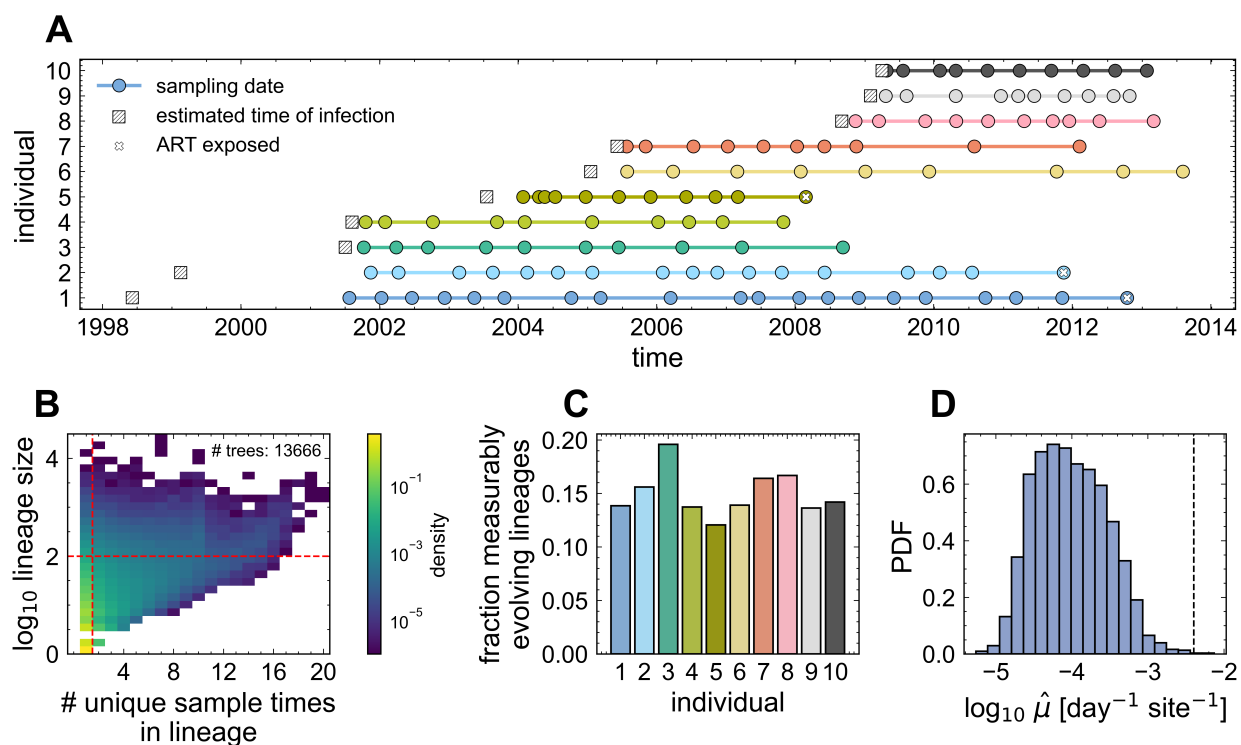 A
individual
10
9
8
7
6
5
4
3
2
1
sampling date
estimated time of infection
ART exposed
1998 2000 2002 2004 2006 2008 2010 2012 2014
time
B
log10 lineage size
4
2
0
# trees: 13666
4 8 12 16 20
# unique sample times
in lineage
10⁻¹
10⁻³
10⁻⁵
density
C
fraction measurably
evolving lineages
0.20
0.15
0.10
0.05
0.00
1 2 3 4 5 6 7 8 9 10
individual
D
PDF
0.6
0.4
0.2
0.0
−5 −4 −3 −2
log₁₀ μ̂ [day⁻¹ site⁻¹]